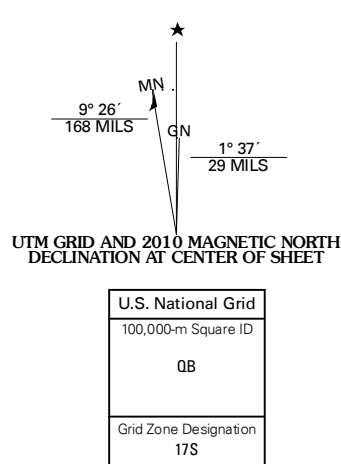 ★
MN
9° 26´
168 MILS
GN
1° 37´
29 MILS
UTM GRID AND 2010 MAGNETIC NORTH
DECLINATION AT CENTER OF SHEET
U.S. National Grid
100,000-m Square ID
QB
Grid Zone Designation
17S